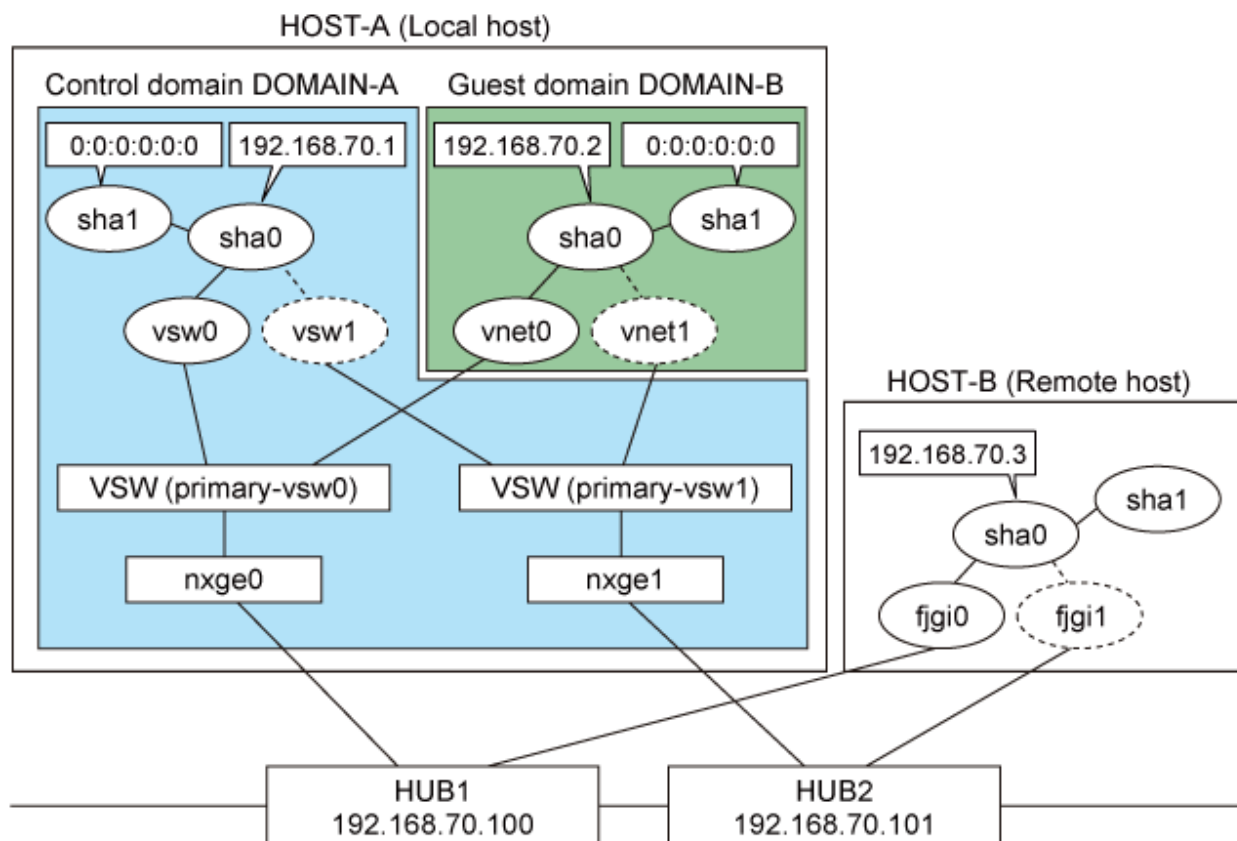 HOST-A (Local host)
Control domain DOMAIN-A
Guest domain DOMAIN-B
0:0:0:0:0:0
192.168.70.1
192.168.70.2
0:0:0:0:0:0
sha1
sha0
sha0
sha1
vsw0
vsw1
vnet0
vnet1
HOST-B (Remote host)
192.168.70.3
VSW (primary-vsw0)
VSW (primary-vsw1)
sha1
sha0
nxge0
nxge1
fjgi0
fjgi1
HUB1
192.168.70.100
HUB2
192.168.70.101